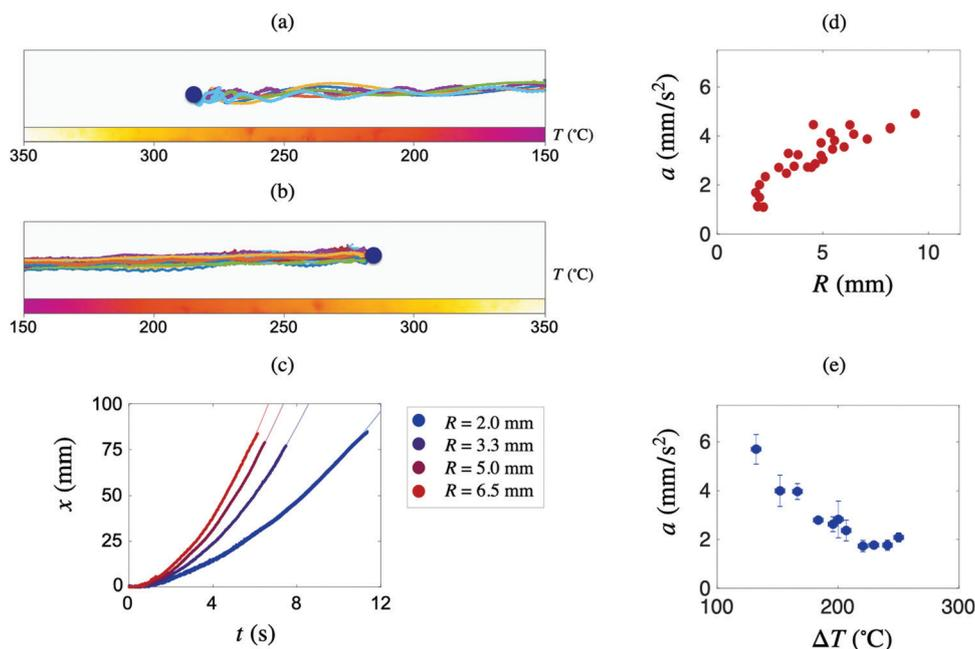 (a)
T (°C)
350 300 250 200 150
(b)
T (°C)
150 200 250 300 350
(c)
100
75
50
25
0
x (mm)
0 4 8 12
t (s)
R = 2.0 mm
R = 3.3 mm
R = 5.0 mm
R = 6.5 mm
(d)
6
4
2
0
a (mm/s²)
0 5 10
R (mm)
(e)
6
4
2
0
a (mm/s²)
100 200 300
ΔT (°C)